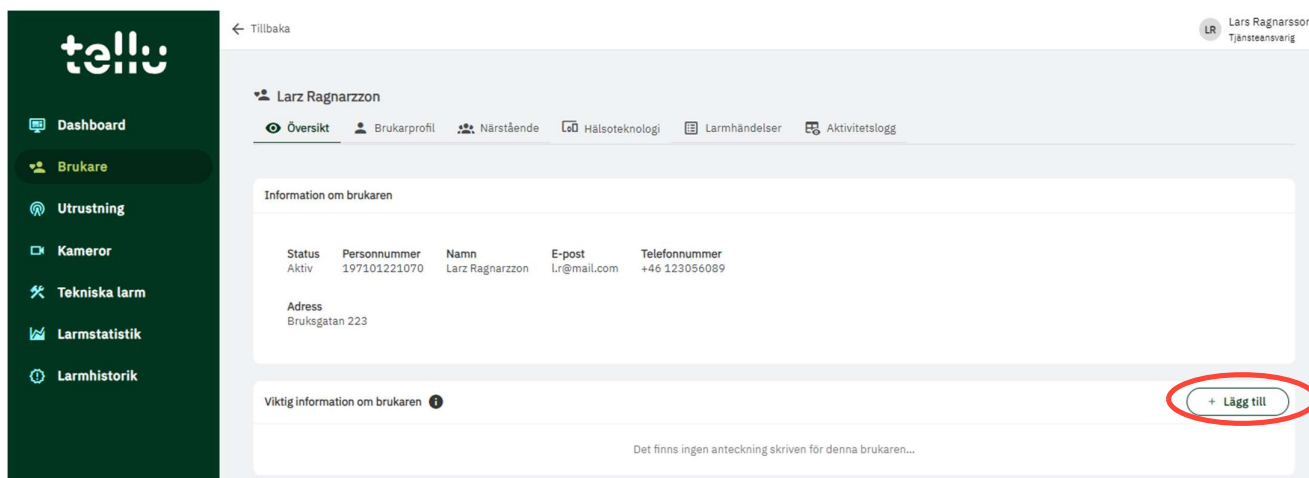 tellu
Dashboard
Brukare
Utrustning
Kameror
Tekniska larm
Larmstatistik
Larmhistorik
← Tillbaka
LR
Lars Ragnarsson
Tjänsteansvarig
Larz Ragnarzzon
Översikt Brukarprofil Närstående Hälsoteknologi Larmhändelser Aktivitetslogg
Information om brukaren
Status Personnummer Namn E-post Telefonnummer
Aktiv 197101221070 Larz Ragnarzzon l.r@mail.com +46 123056089
Adress
Bruksgatan 223
Viktig information om brukaren i + Lägg till
Det finns ingen anteckning skriven för denna brukaren...